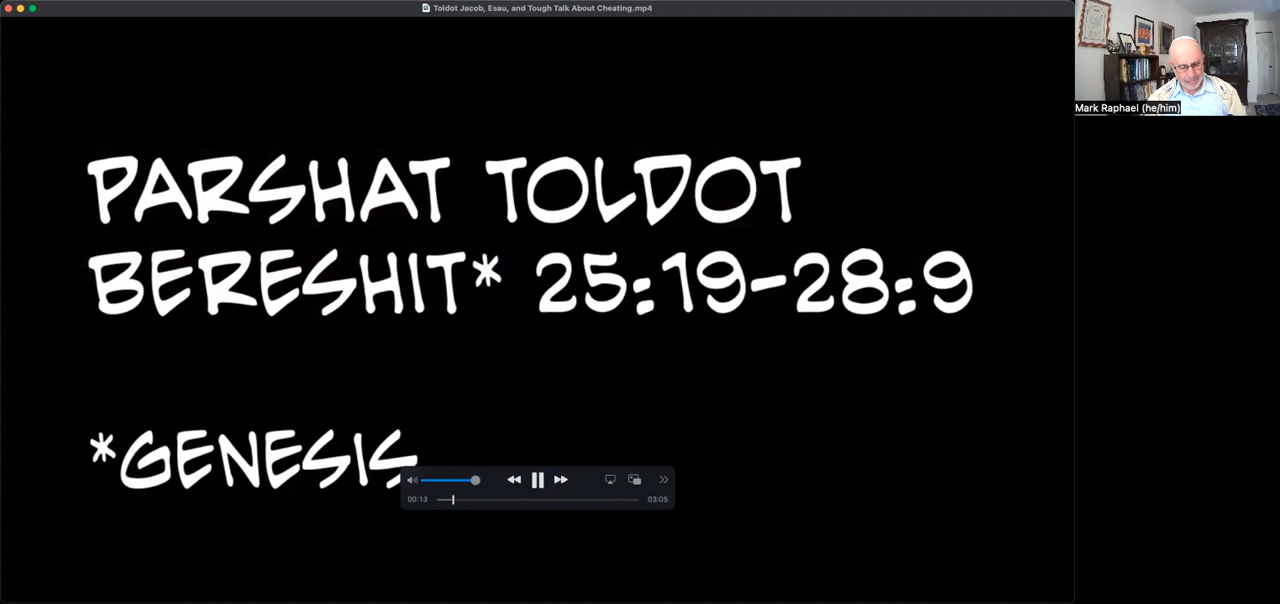 Toldot Jacob, Esau, and Tough Talk About Cheating.mp4
PARSHAT TOLDOT
BERESHIT* 25:19-28:9
*GENESIS
00:13
03:05
Mark Raphael (he/him)